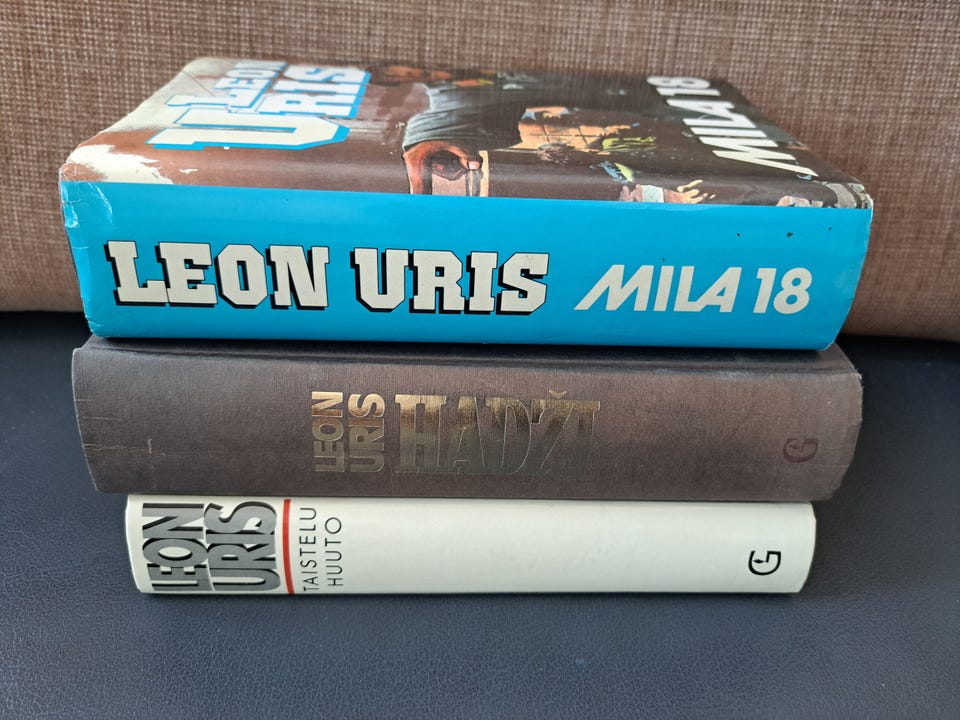 LEON
URIS
MILA 18
LEON URIS MILA 18
LEON
URIS
HADŽI
G
LEON
URIS
TAISTELU
HUUTO
G